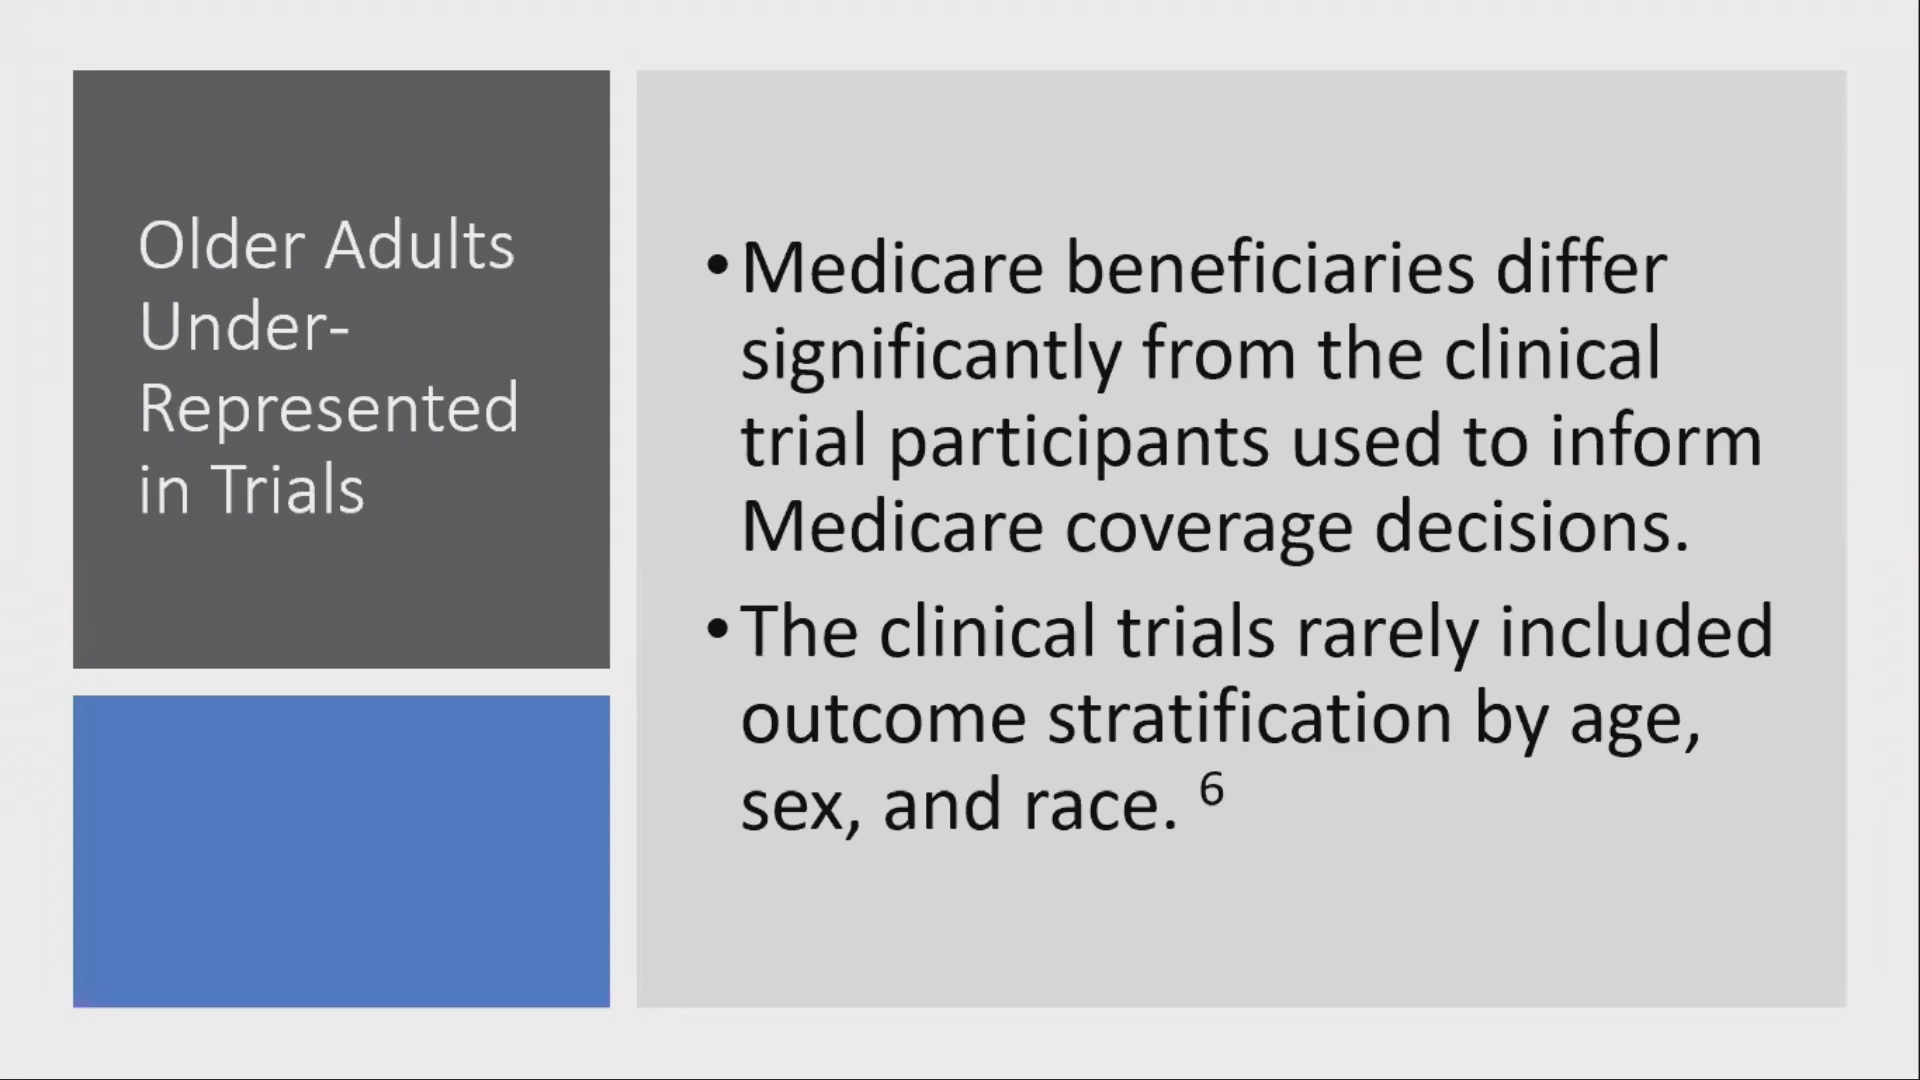 Older Adults
Under-
Represented
in Trials
•Medicare beneficiaries differ
significantly from the clinical
trial participants used to inform
Medicare coverage decisions.
•The clinical trials rarely included
outcome stratification by age,
sex, and race. 6